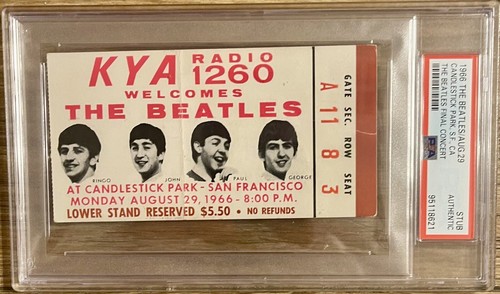 KYA RADIO 1260
WELCOMES
THE BEATLES
RINGO JOHN PAUL GEORGE
AT CANDLESTICK PARK - SAN FRANCISCO
MONDAY AUGUST 29, 1966 - 8:00 P.M.
LOWER STAND RESERVED $5.50 • NO REFUNDS
GATE SEC. ROW SEAT
A 11 8 3
1966 THE BEATLES/AUG.29
CANDLESTICK PARK, S.F., CA
THE BEATLES FINAL CONCERT
PSA
STUB
AUTHENTIC
95118621